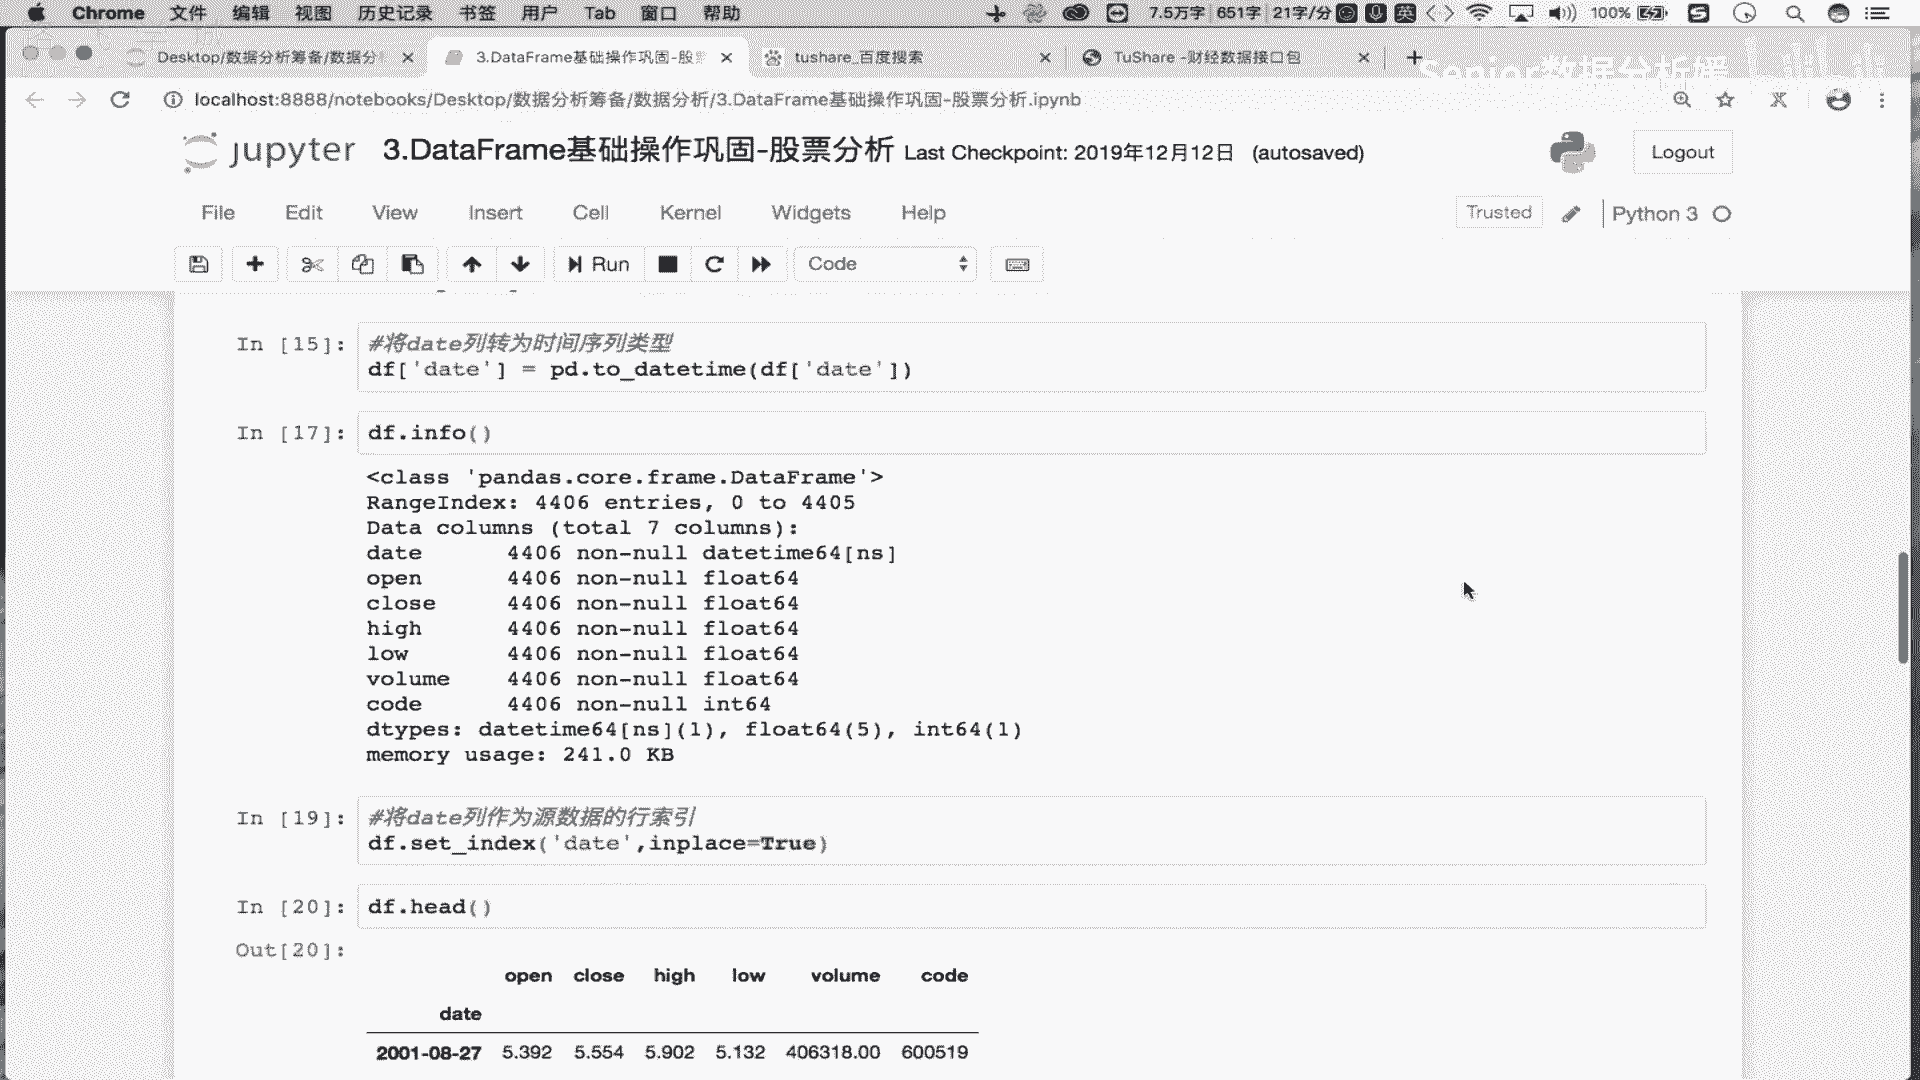 Chrome 文件 编辑 视图 历史记录 书签 用户 Tab 窗口 帮助 7.5万字 651字 21字/分 英 100%
Desktop/数据分析筹备/数据分 3.DataFrame基础操作巩固-股 tushare_百度搜索 TuShare -财经数据接口包
Senior数据分析媛 bilibili
localhost:8888/notebooks/Desktop/数据分析筹备/数据分析/3.DataFrame基础操作巩固-股票分析.ipynb
jupyter 3.DataFrame基础操作巩固-股票分析 Last Checkpoint: 2019年12月12日 (autosaved) Logout
File Edit View Insert Cell Kernel Widgets Help Trusted Python 3
Run Code
In [15]: #将date列转为时间序列类型
df['date'] = pd.to_datetime(df['date'])
In [17]: df.info()
<class 'pandas.core.frame.DataFrame'>
RangeIndex: 4406 entries, 0 to 4405
Data columns (total 7 columns):
date 4406 non-null datetime64[ns]
open 4406 non-null float64
close 4406 non-null float64
high 4406 non-null float64
low 4406 non-null float64
volume 4406 non-null float64
code 4406 non-null int64
dtypes: datetime64[ns](1), float64(5), int64(1)
memory usage: 241.0 KB
In [19]: #将date列作为源数据的行索引
df.set_index('date',inplace=True)
In [20]: df.head()
Out[20]:
open close high low volume code
date
2001-08-27 5.392 5.554 5.902 5.132 406318.00 600519